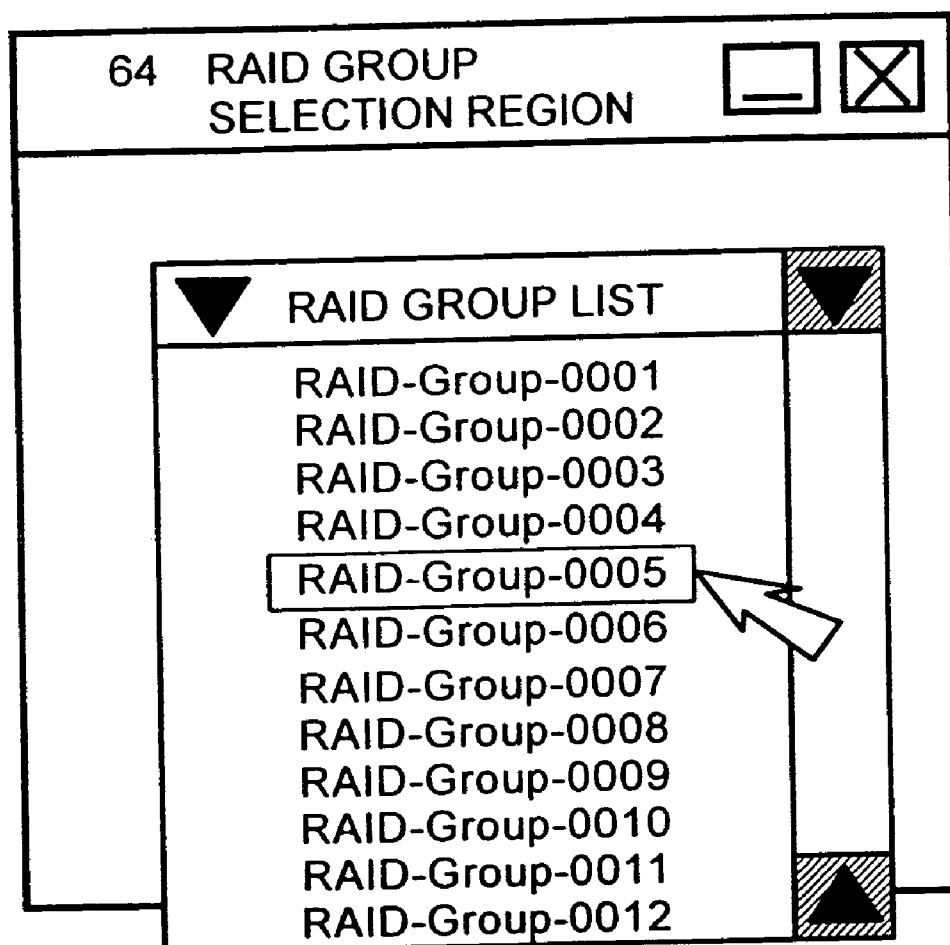 64 RAID GROUP
SELECTION REGION
RAID GROUP LIST
RAID-Group-0001
RAID-Group-0002
RAID-Group-0003
RAID-Group-0004
RAID-Group-0005
RAID-Group-0006
RAID-Group-0007
RAID-Group-0008
RAID-Group-0009
RAID-Group-0010
RAID-Group-0011
RAID-Group-0012